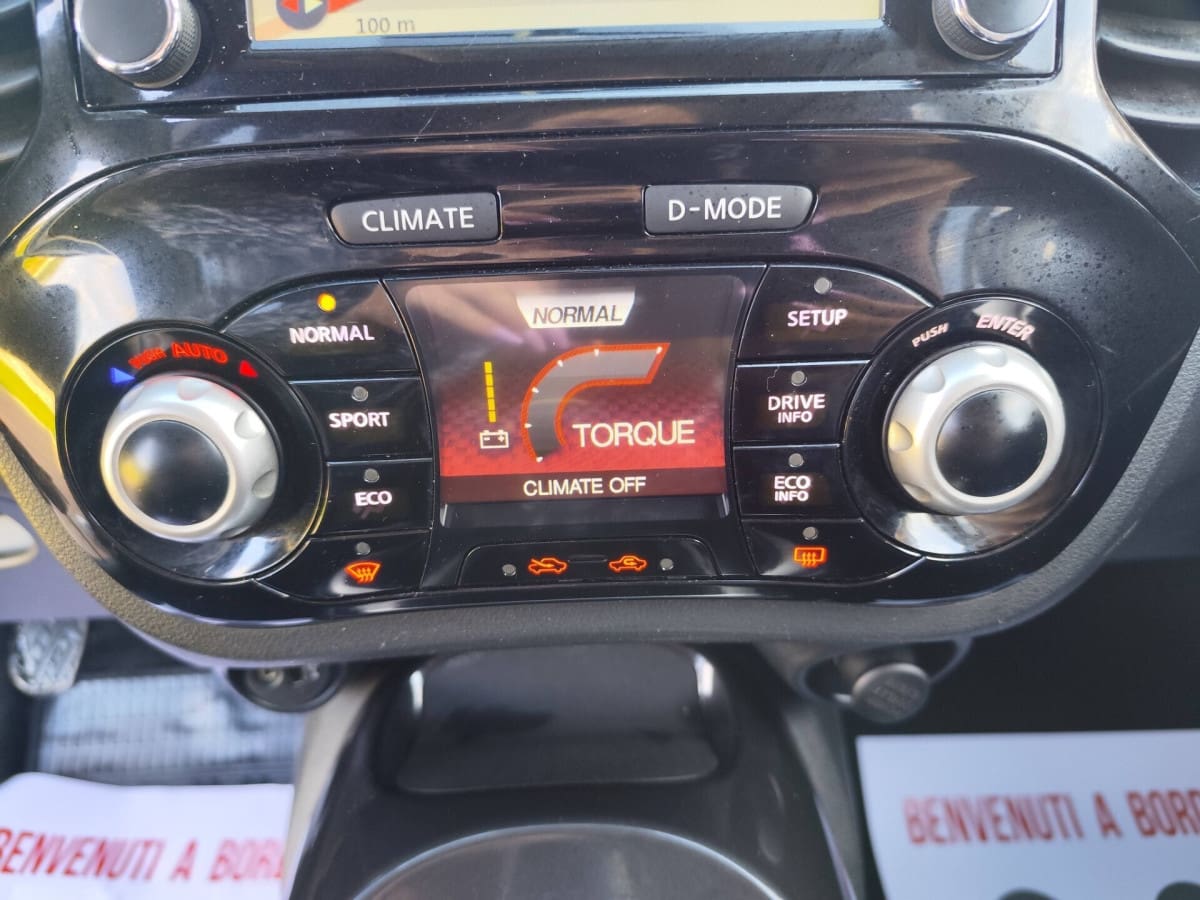 100 m
CLIMATE
D-MODE
AUTO
NORMAL
SPORT
ECO
NORMAL
TORQUE
CLIMATE OFF
SETUP
DRIVE
INFO
ECO
INFO
PUSH
ENTER
BENVENUTI A BORD
BENVENUTI A BORD